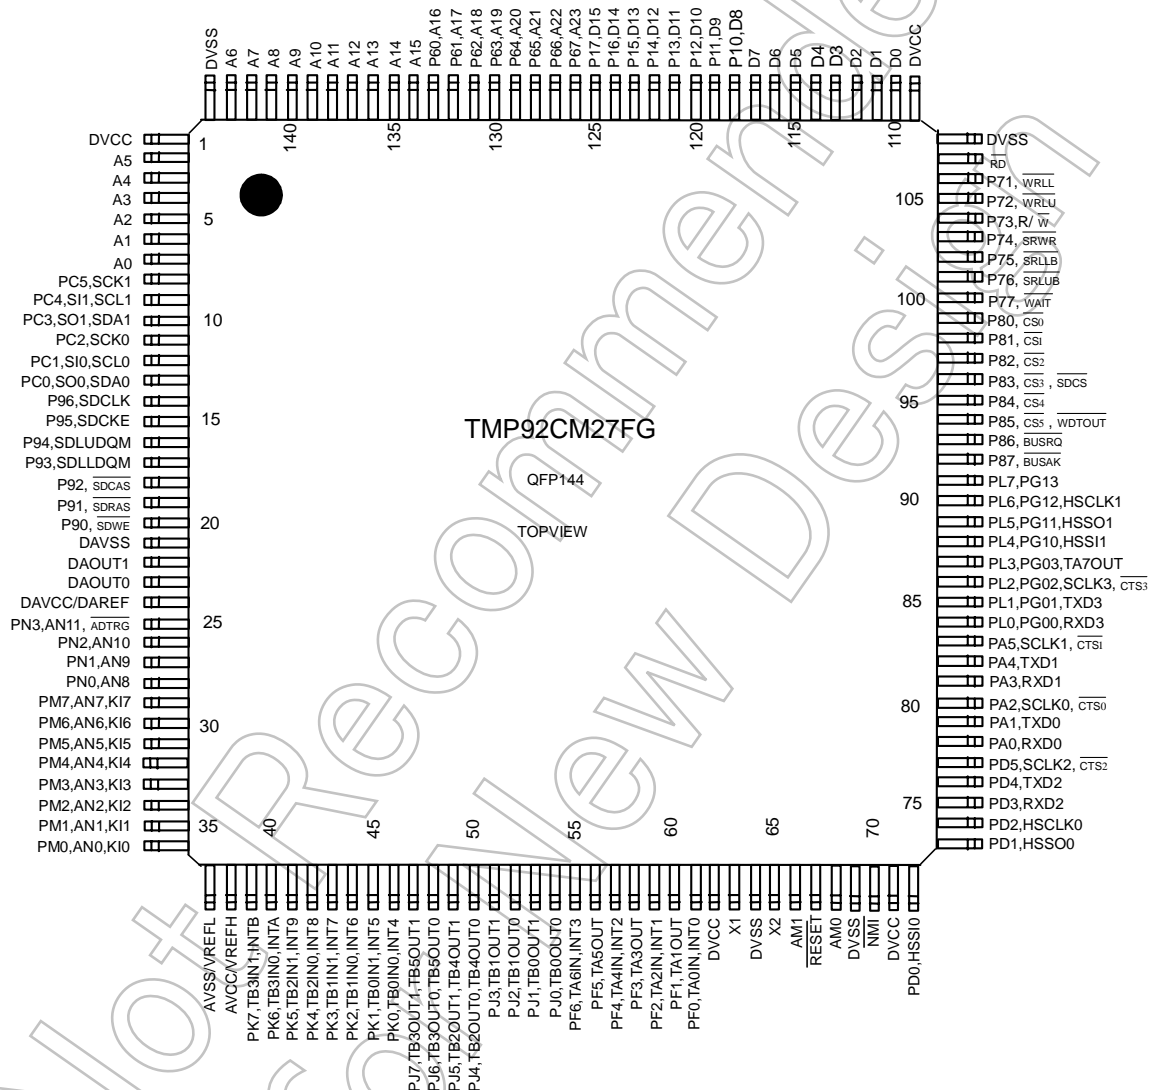 DVSS
A6
A7
A8
A9
A10
A11
A12
A13
A14
A15
P60,A16
P61,A17
P62,A18
P63,A19
P64,A20
P65,A21
P66,A22
P67,A23
P17,D15
P16,D14
P15,D13
P14,D12
P13,D11
P12,D10
P11,D9
P10,D8
D7
D6
D5
D4
D3
D2
D1
D0
DVCC
140
135
130
125
120
115
110
DVCC
A5
A4
A3
A2
A1
A0
PC5,SCK1
PC4,SI1,SCL1
PC3,SO1,SDA1
PC2,SCK0
PC1,SI0,SCL0
PC0,SO0,SDA0
P96,SDCLK
P95,SDCKE
P94,SDLUDQM
P93,SDLLDQM
P92, SDCAS
P91, SDRAS
P90, SDWE
DAVSS
DAOUT1
DAOUT0
DAVCC/DAREF
PN3,AN11, ADTRG
PN2,AN10
PN1,AN9
PN0,AN8
PM7,AN7,KI7
PM6,AN6,KI6
PM5,AN5,KI5
PM4,AN4,KI4
PM3,AN3,KI3
PM2,AN2,KI2
PM1,AN1,KI1
PM0,AN0,KI0
1
5
10
15
20
25
30
35
TMP92CM27FG
QFP144
TOPVIEW
105
100
95
90
85
80
75
DVSS
RD
P71, WRLL
P72, WRLU
P73,R/ W
P74, SRWR
P75, SRLLB
P76, SRLUB
P77, WAIT
P80, CS0
P81, CS1
P82, CS2
P83, CS3 , SDCS
P84, CS4
P85, CS5 , WDTOUT
P86, BUSRQ
P87, BUSAK
PL7,PG13
PL6,PG12,HSCLK1
PL5,PG11,HSSO1
PL4,PG10,HSSI1
PL3,PG03,TA7OUT
PL2,PG02,SCLK3, CTS3
PL1,PG01,TXD3
PL0,PG00,RXD3
PA5,SCLK1, CTS1
PA4,TXD1
PA3,RXD1
PA2,SCLK0, CTS0
PA1,TXD0
PA0,RXD0
PD5,SCLK2, CTS2
PD4,TXD2
PD3,RXD2
PD2,HSCLK0
PD1,HSSO0
40
45
50
55
60
65
70
AVSS/VREFL
AVCC/VREFH
PK7,TB3IN1,INTB
PK6,TB3IN0,INTA
PK5,TB2IN1,INT9
PK4,TB2IN0,INT8
PK3,TB1IN1,INT7
PK2,TB1IN0,INT6
PK1,TB0IN1,INT5
PK0,TB0IN0,INT4
PJ7,TB3OUT1,TB5OUT1
PJ6,TB3OUT0,TB5OUT0
PJ5,TB2OUT1,TB4OUT1
PJ4,TB2OUT0,TB4OUT0
PJ3,TB1OUT1
PJ2,TB1OUT0
PJ1,TB0OUT1
PJ0,TB0OUT0
PF6,TA6IN,INT3
PF5,TA5OUT
PF4,TA4IN,INT2
PF3,TA3OUT
PF2,TA2IN,INT1
PF1,TA1OUT
PF0,TA0IN,INT0
DVCC
X1
DVSS
X2
AM1
RESET
AM0
DVSS
NMI
DVCC
PD0,HSSI0
Not Recommended
for New Design